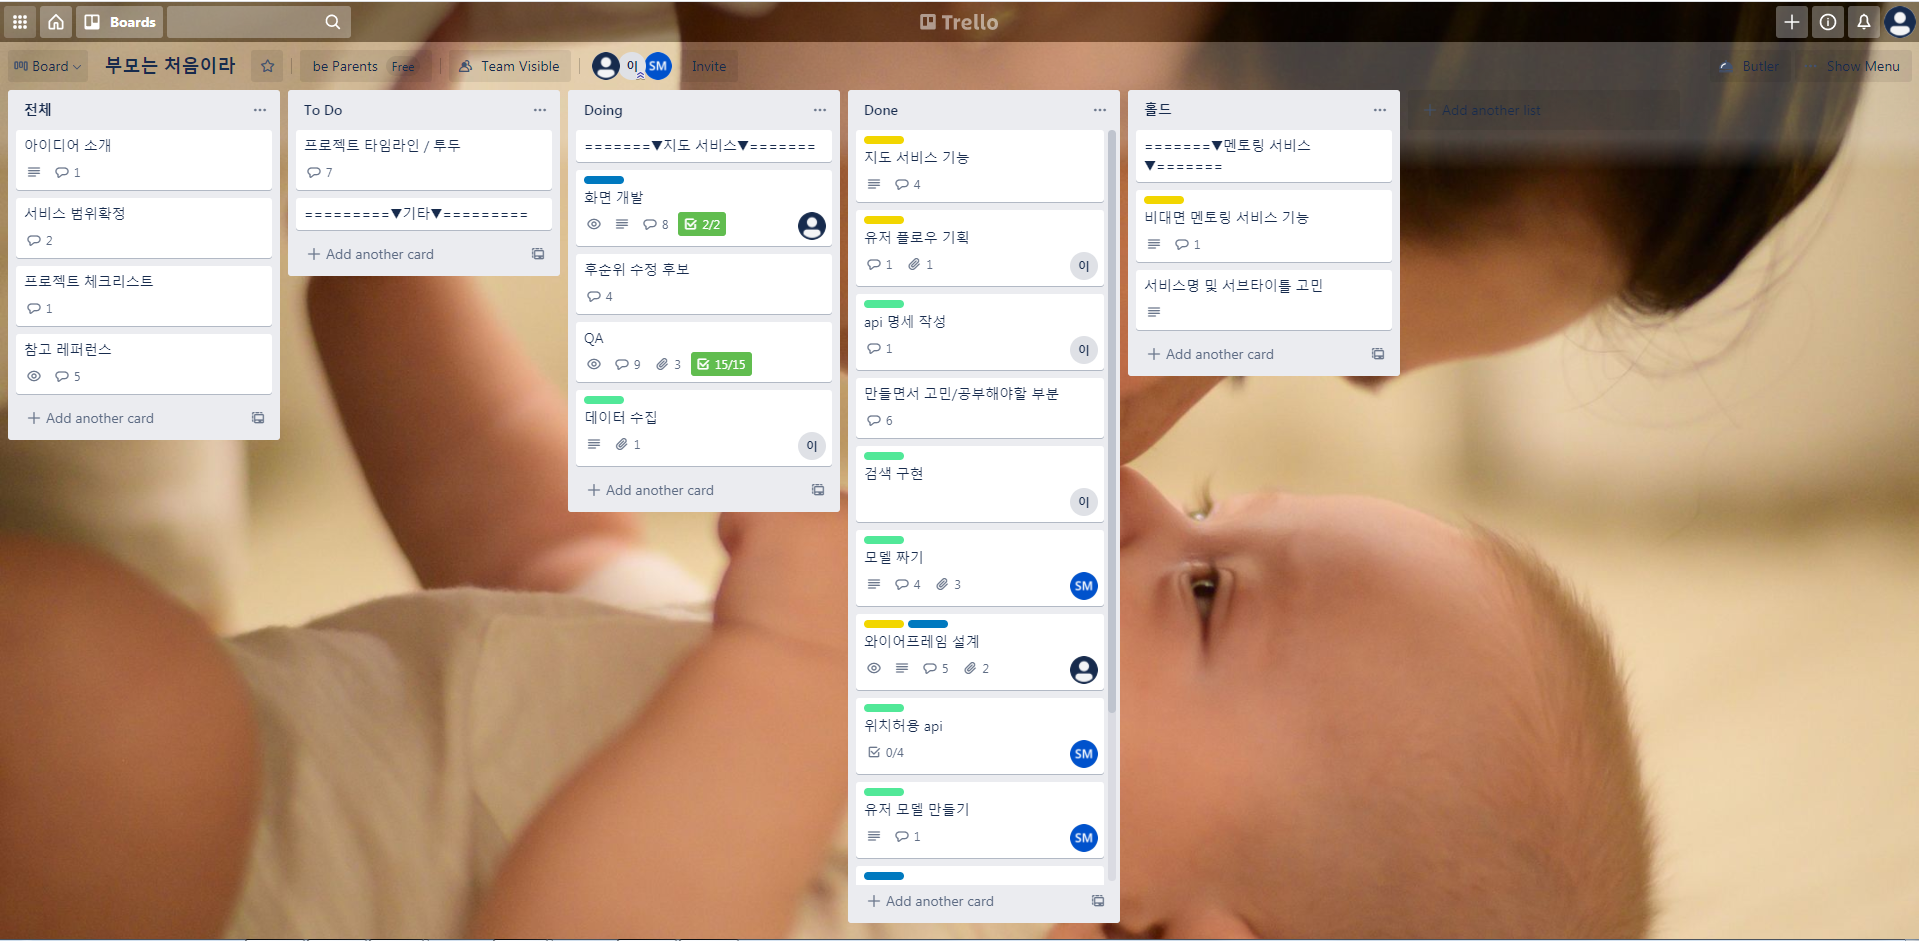 Boards
Trello
Board
부모는 처음이라
be Parents Free
Team Visible
이
SM
Invite
Butler
Show Menu
전체
아이디어 소개
1
서비스 범위확정
2
프로젝트 체크리스트
1
참고 레퍼런스
5
Add another card
To Do
프로젝트 타임라인 / 투두
7
=========▼기타▼=========
Add another card
Doing
=======▼지도 서비스▼=======
화면 개발
8 2/2
후순위 수정 후보
4
QA
9 3 15/15
데이터 수집
1
이
Add another card
Done
지도 서비스 기능
4
유저 플로우 기획
1 1
이
api 명세 작성
1
이
만들면서 고민/공부해야할 부분
6
검색 구현
이
모델 짜기
4 3
SM
와이어프레임 설계
5 2
위치허용 api
0/4
SM
유저 모델 만들기
1
SM
Add another card
홀드
=======▼멘토링 서비스
▼=======
비대면 멘토링 서비스 기능
1
서비스명 및 서브타이틀 고민
Add another card
Add another list